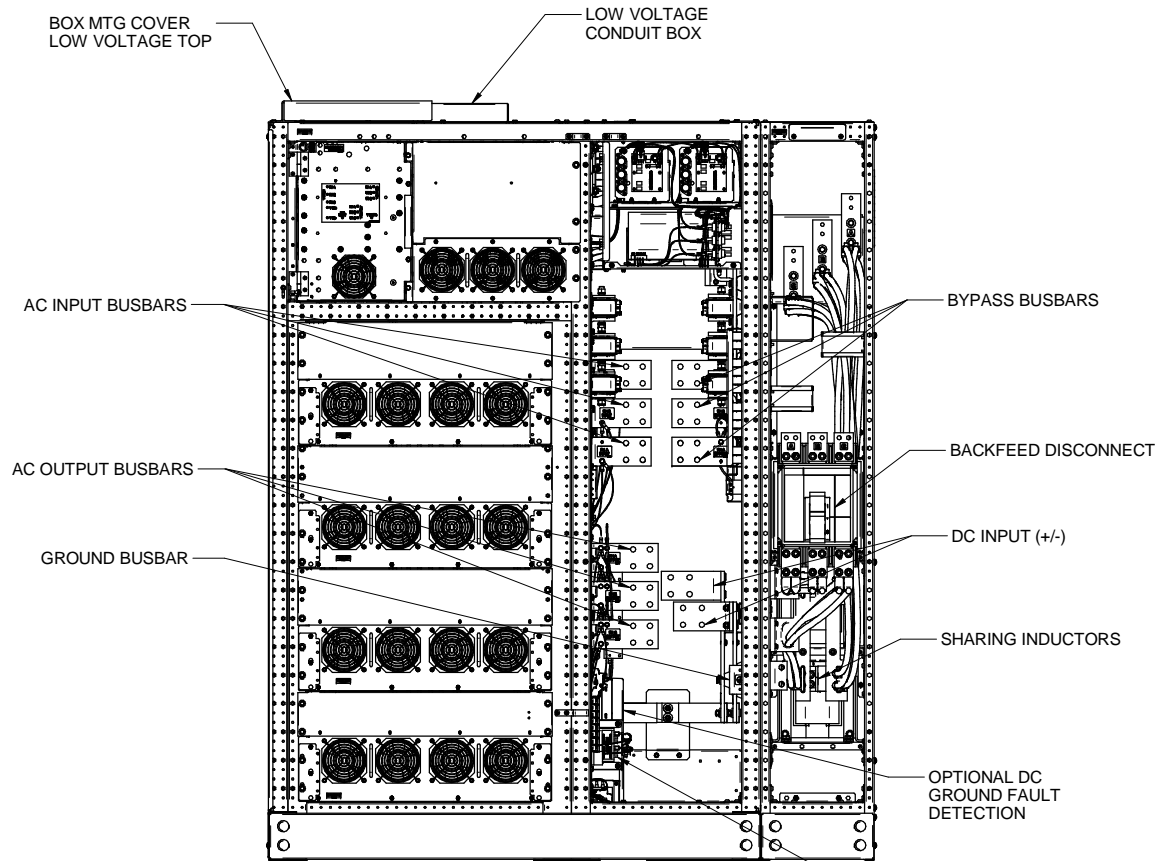 BOX MTG COVER
LOW VOLTAGE TOP
LOW VOLTAGE
CONDUIT BOX
AC INPUT BUSBARS
BYPASS BUSBARS
AC OUTPUT BUSBARS
BACKFEED DISCONNECT
DC INPUT (+/-)
GROUND BUSBAR
SHARING INDUCTORS
OPTIONAL DC
GROUND FAULT
DETECTION